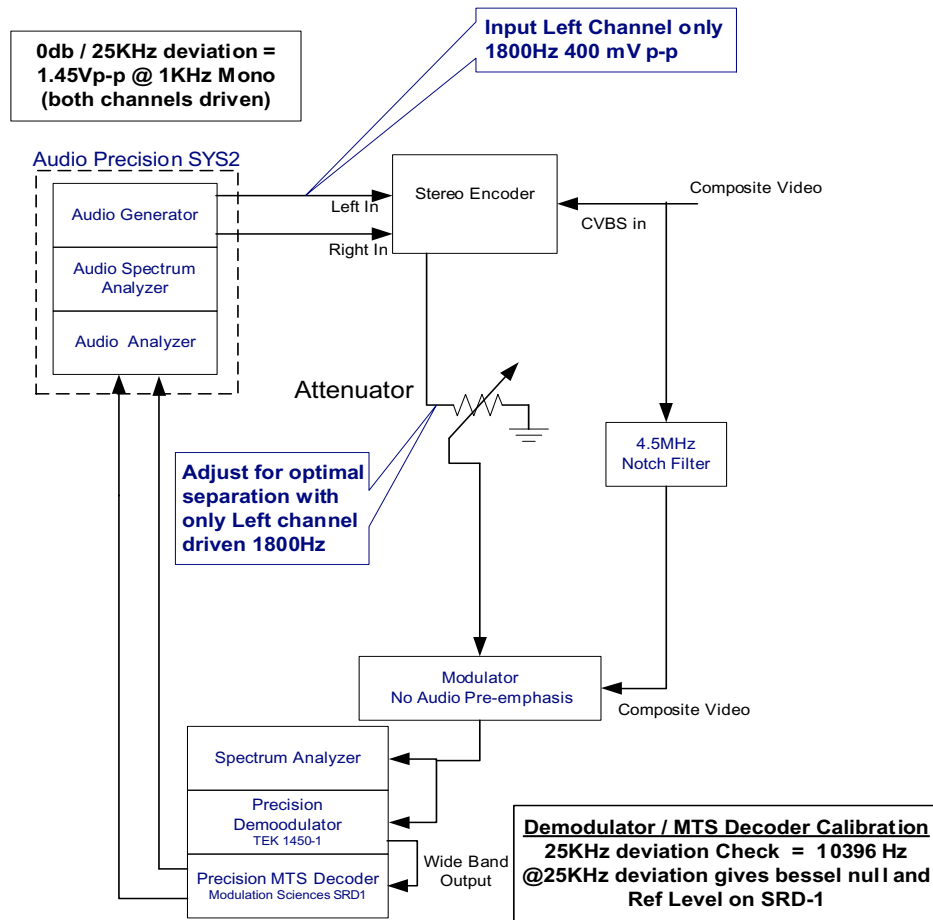 Input Left Channel only
1800Hz 400 mV p-p
0db / 25KHz deviation =
1.45Vp-p @ 1KHz Mono
(both channels driven)
Audio Precision SYS2
Audio Generator
Audio Spectrum
Analyzer
Audio Analyzer
Left In
Right In
Stereo Encoder
CVBS in
Composite Video
Attenuator
4.5MHz
Notch Filter
Adjust for optimal
separation with
only Left channel
driven 1800Hz
Modulator
No Audio Pre-emphasis
Composite Video
Spectrum Analyzer
Precision
Demoodulator
TEK 1450-1
Wide Band
Output
Precision MTS Decoder
Modulation Sciences SRD1
Demodulator / MTS Decoder Calibration
25KHz deviation Check = 10396 Hz
@25KHz deviation gives bessel null and
Ref Level on SRD-1